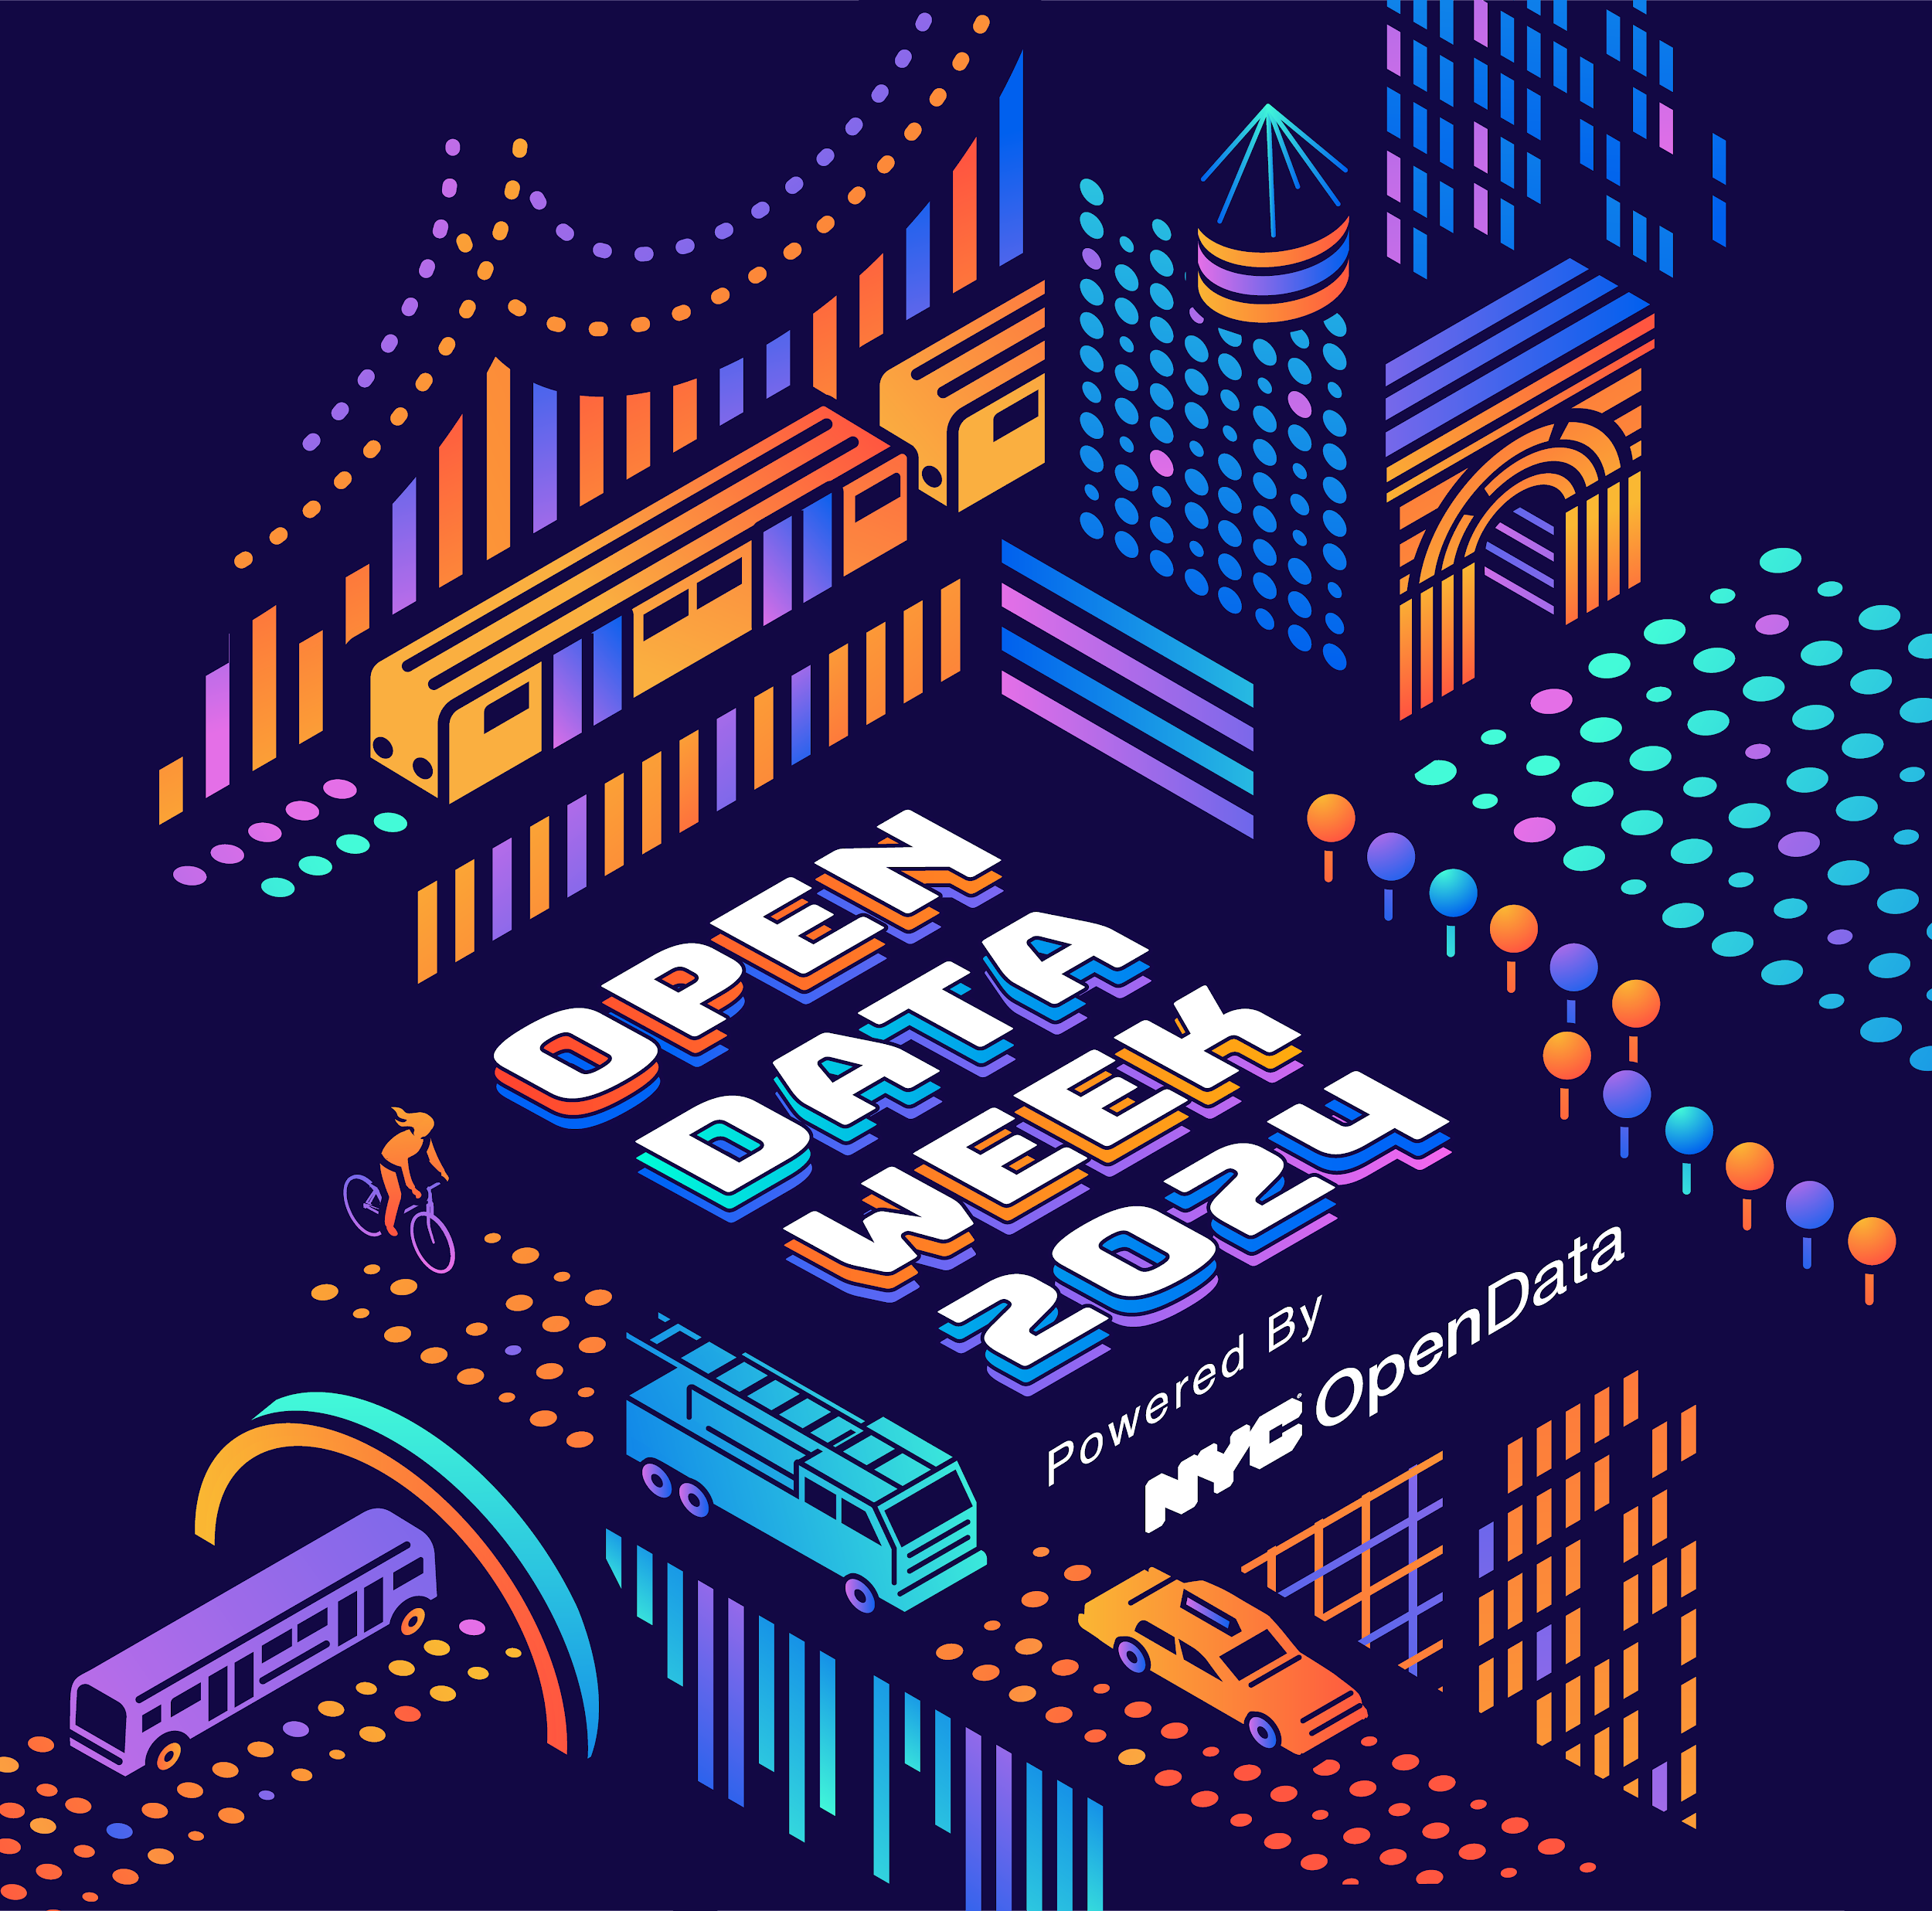 OPEN
DATA
WEEK
2024
Powered By
NYC OpenData